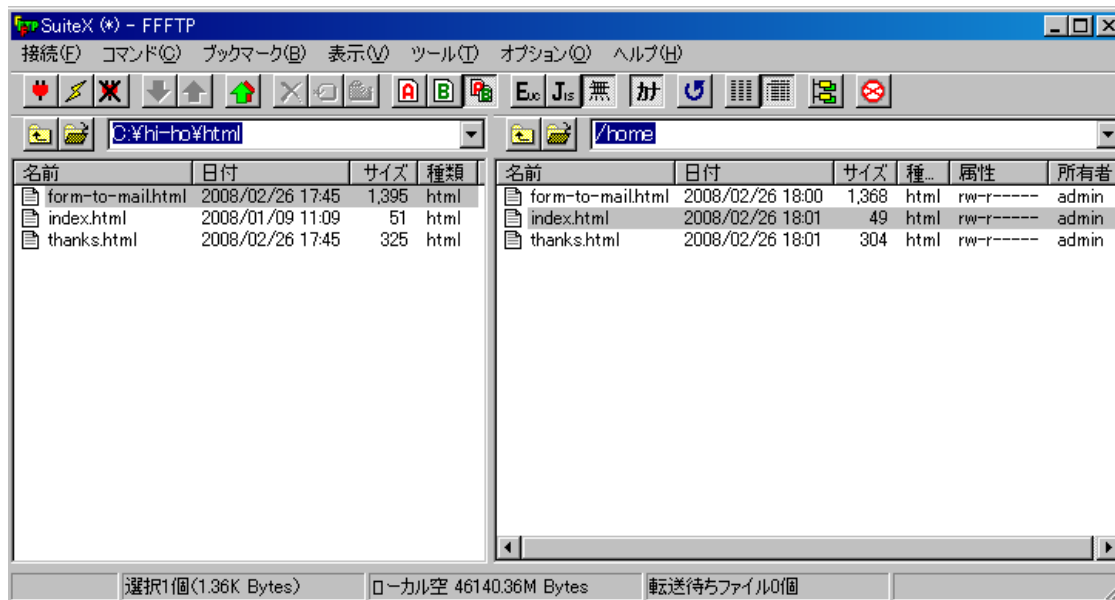 SuiteX (*) - FFFTP
接続(F) コマンド(C) ブックマーク(B) 表示(V) ツール(T) オプション(O) ヘルプ(H)
A B EUC JIS 無 カナ
C:¥hi-ho¥html /home
名前 日付 サイズ 種類 名前 日付 サイズ 種... 属性 所有者
form-to-mail.html 2008/02/26 17:45 1,395 html form-to-mail.html 2008/02/26 18:00 1,368 html rw-r----- admin
index.html 2008/01/09 11:09 51 html index.html 2008/02/26 18:01 49 html rw-r----- admin
thanks.html 2008/02/26 17:45 325 html thanks.html 2008/02/26 18:01 304 html rw-r----- admin
選択1個(1.36K Bytes) ローカル空 46140.36M Bytes 転送待ちファイル0個